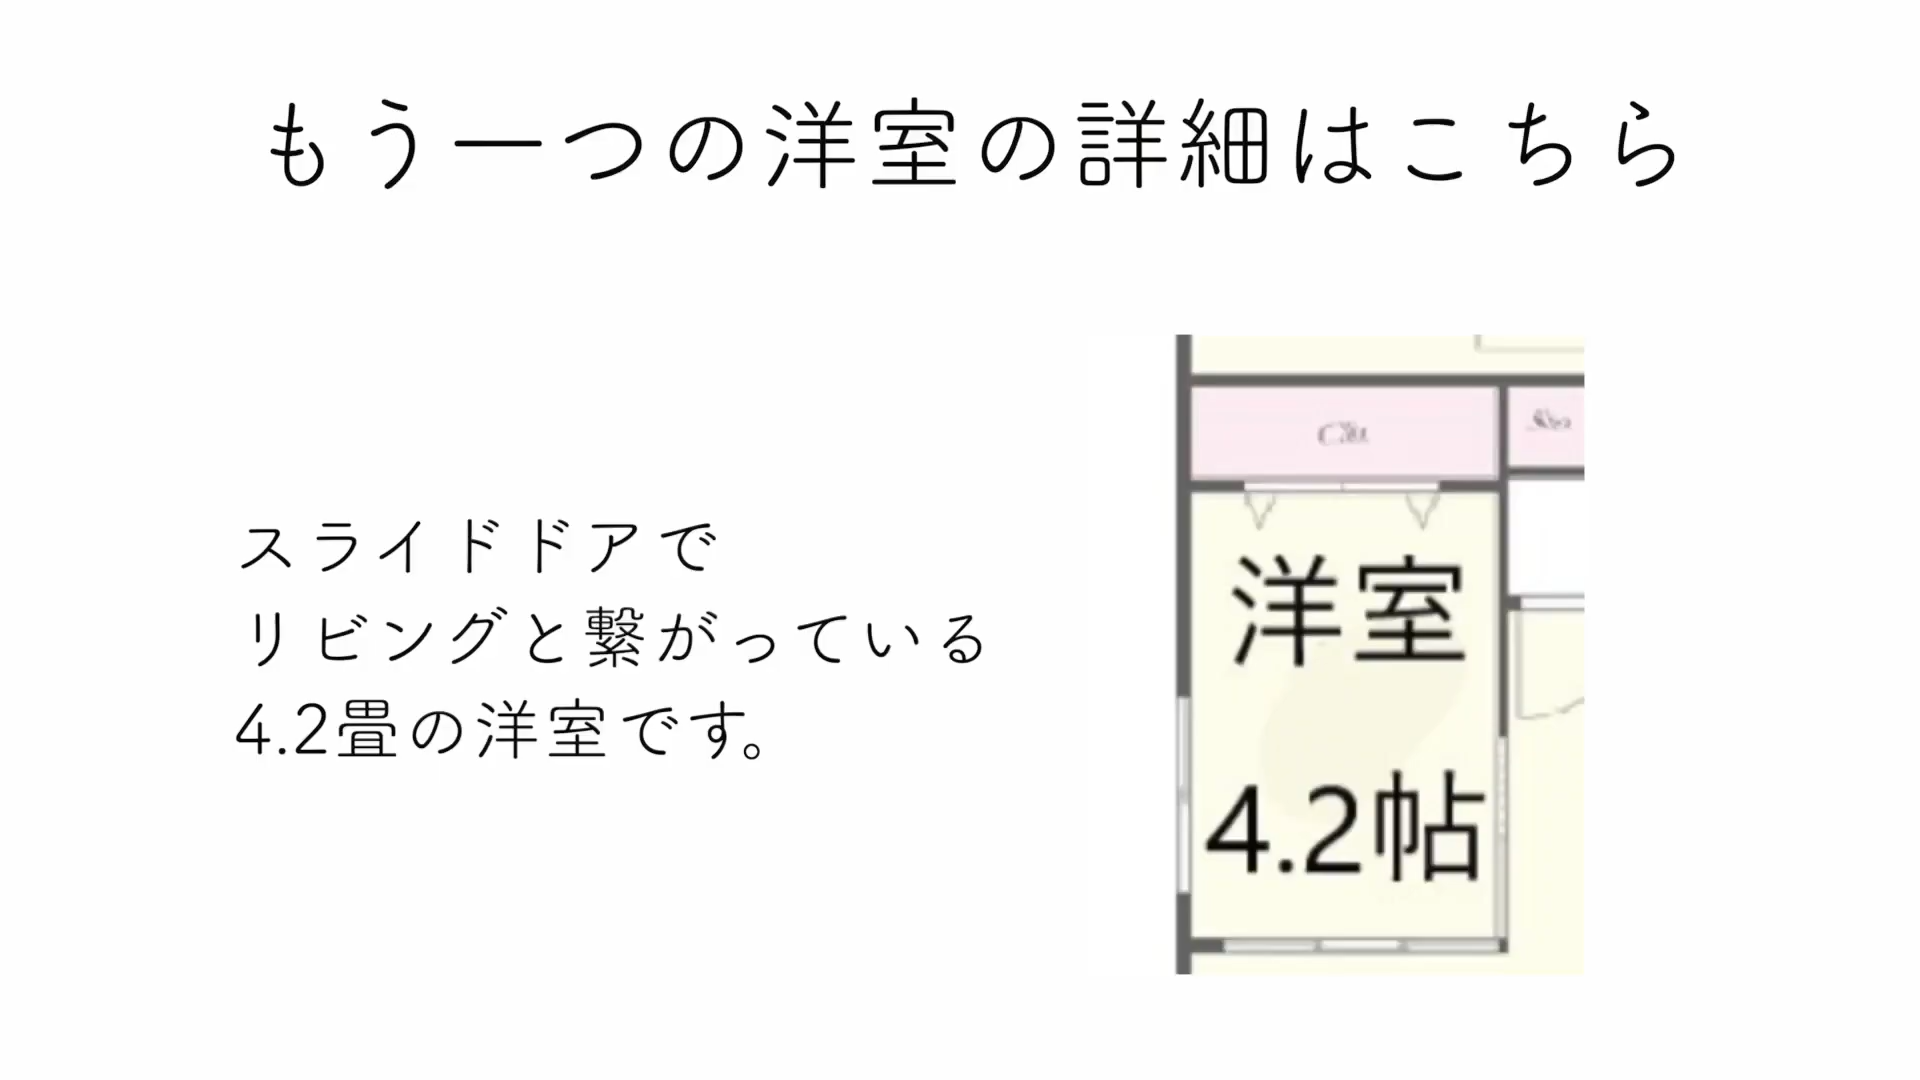 もう一つの洋室の詳細はこちら
スライドドアで
リビングと繋がっている
4.2畳の洋室です。
洋室
4.2帖